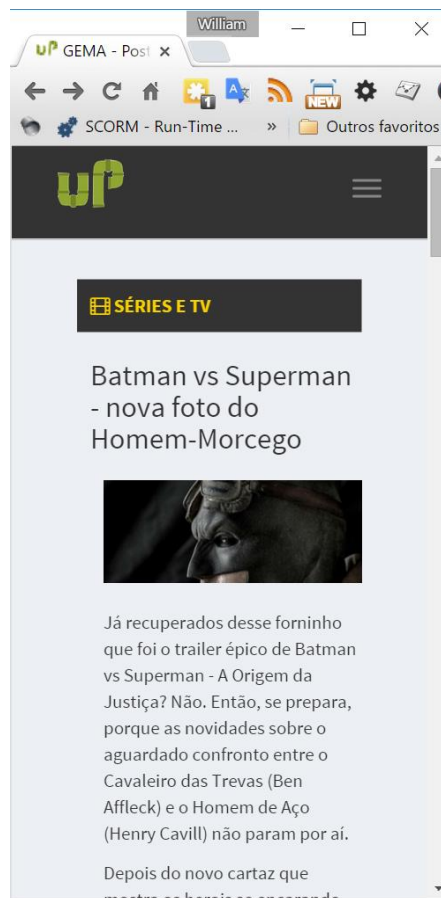 William
GEMA - Post
1
NEW
SCORM - Run-Time ...
»
Outros favoritos
uP
SÉRIES E TV
Batman vs Superman
- nova foto do
Homem-Morcego
Já recuperados desse forninho
que foi o trailer épico de Batman
vs Superman - A Origem da
Justiça? Não. Então, se prepara,
porque as novidades sobre o
aguardado confronto entre o
Cavaleiro das Trevas (Ben
Affleck) e o Homem de Aço
(Henry Cavill) não param por aí.
Depois do novo cartaz que